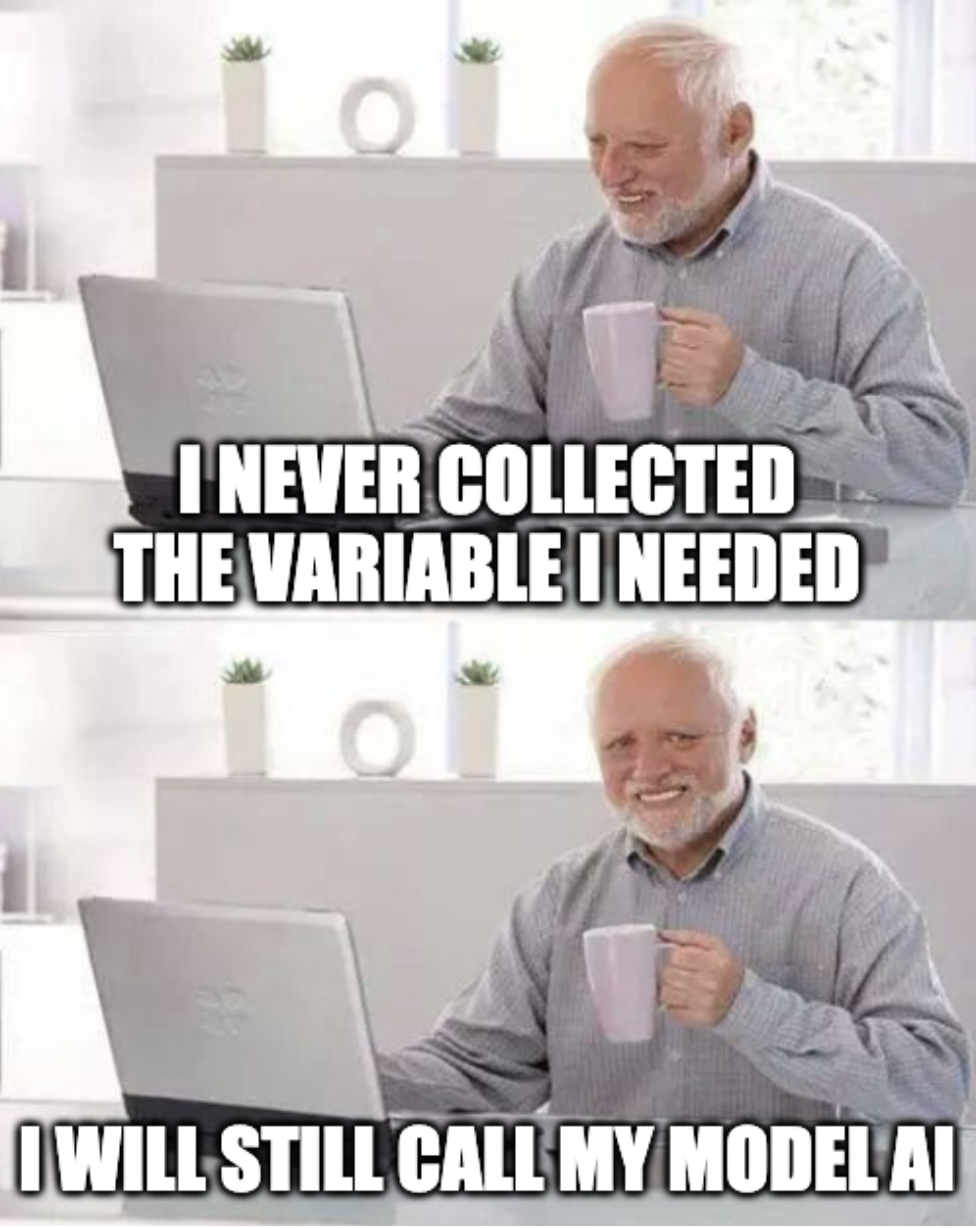 I NEVER COLLECTED
THE VARIABLE I NEEDED
I WILL STILL CALL MY MODEL AI